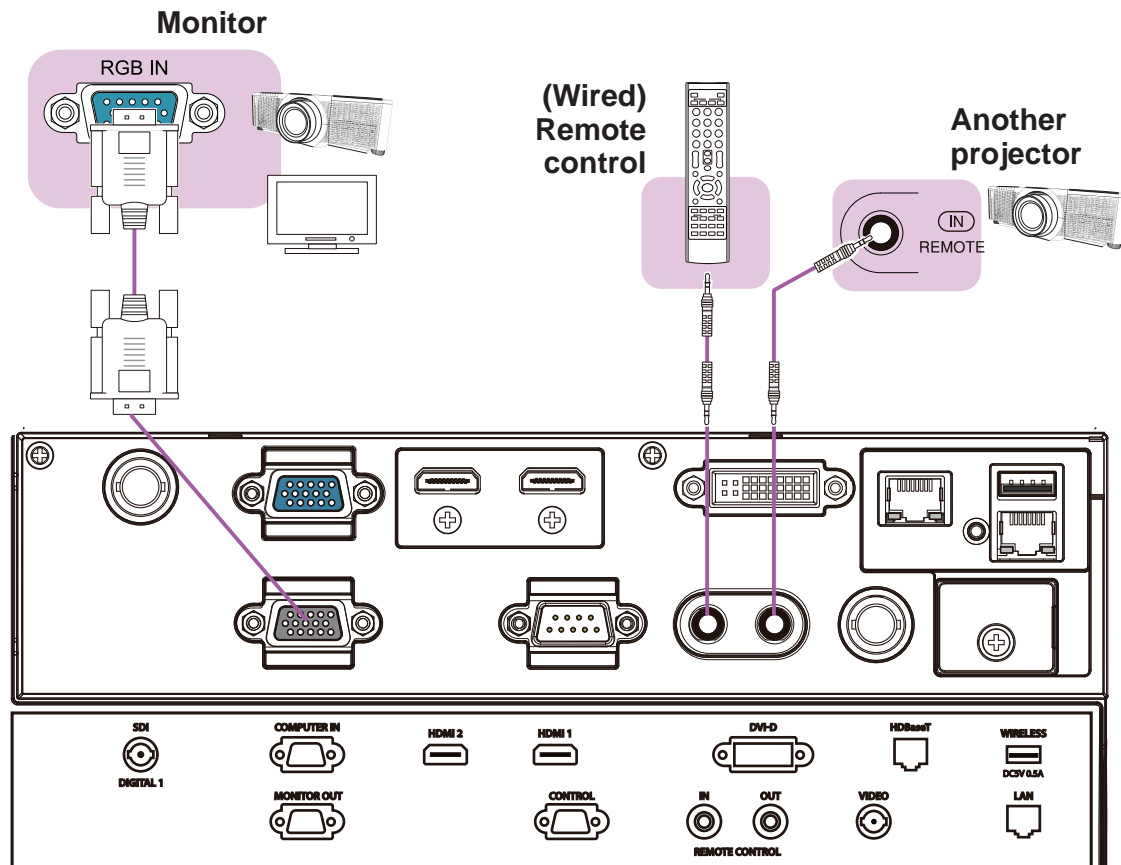 Monitor
RGB IN
(Wired)
Remote
control
Another
projector
IN
REMOTE
SDI
COMPUTER IN
HDMI 2
HDMI 1
DVI-D
HDBaseT
WIRELESS
DIGITAL 1
DC5V 0.5A
MONITOR OUT
CONTROL
IN
OUT
VIDEO
LAN
REMOTE CONTROL